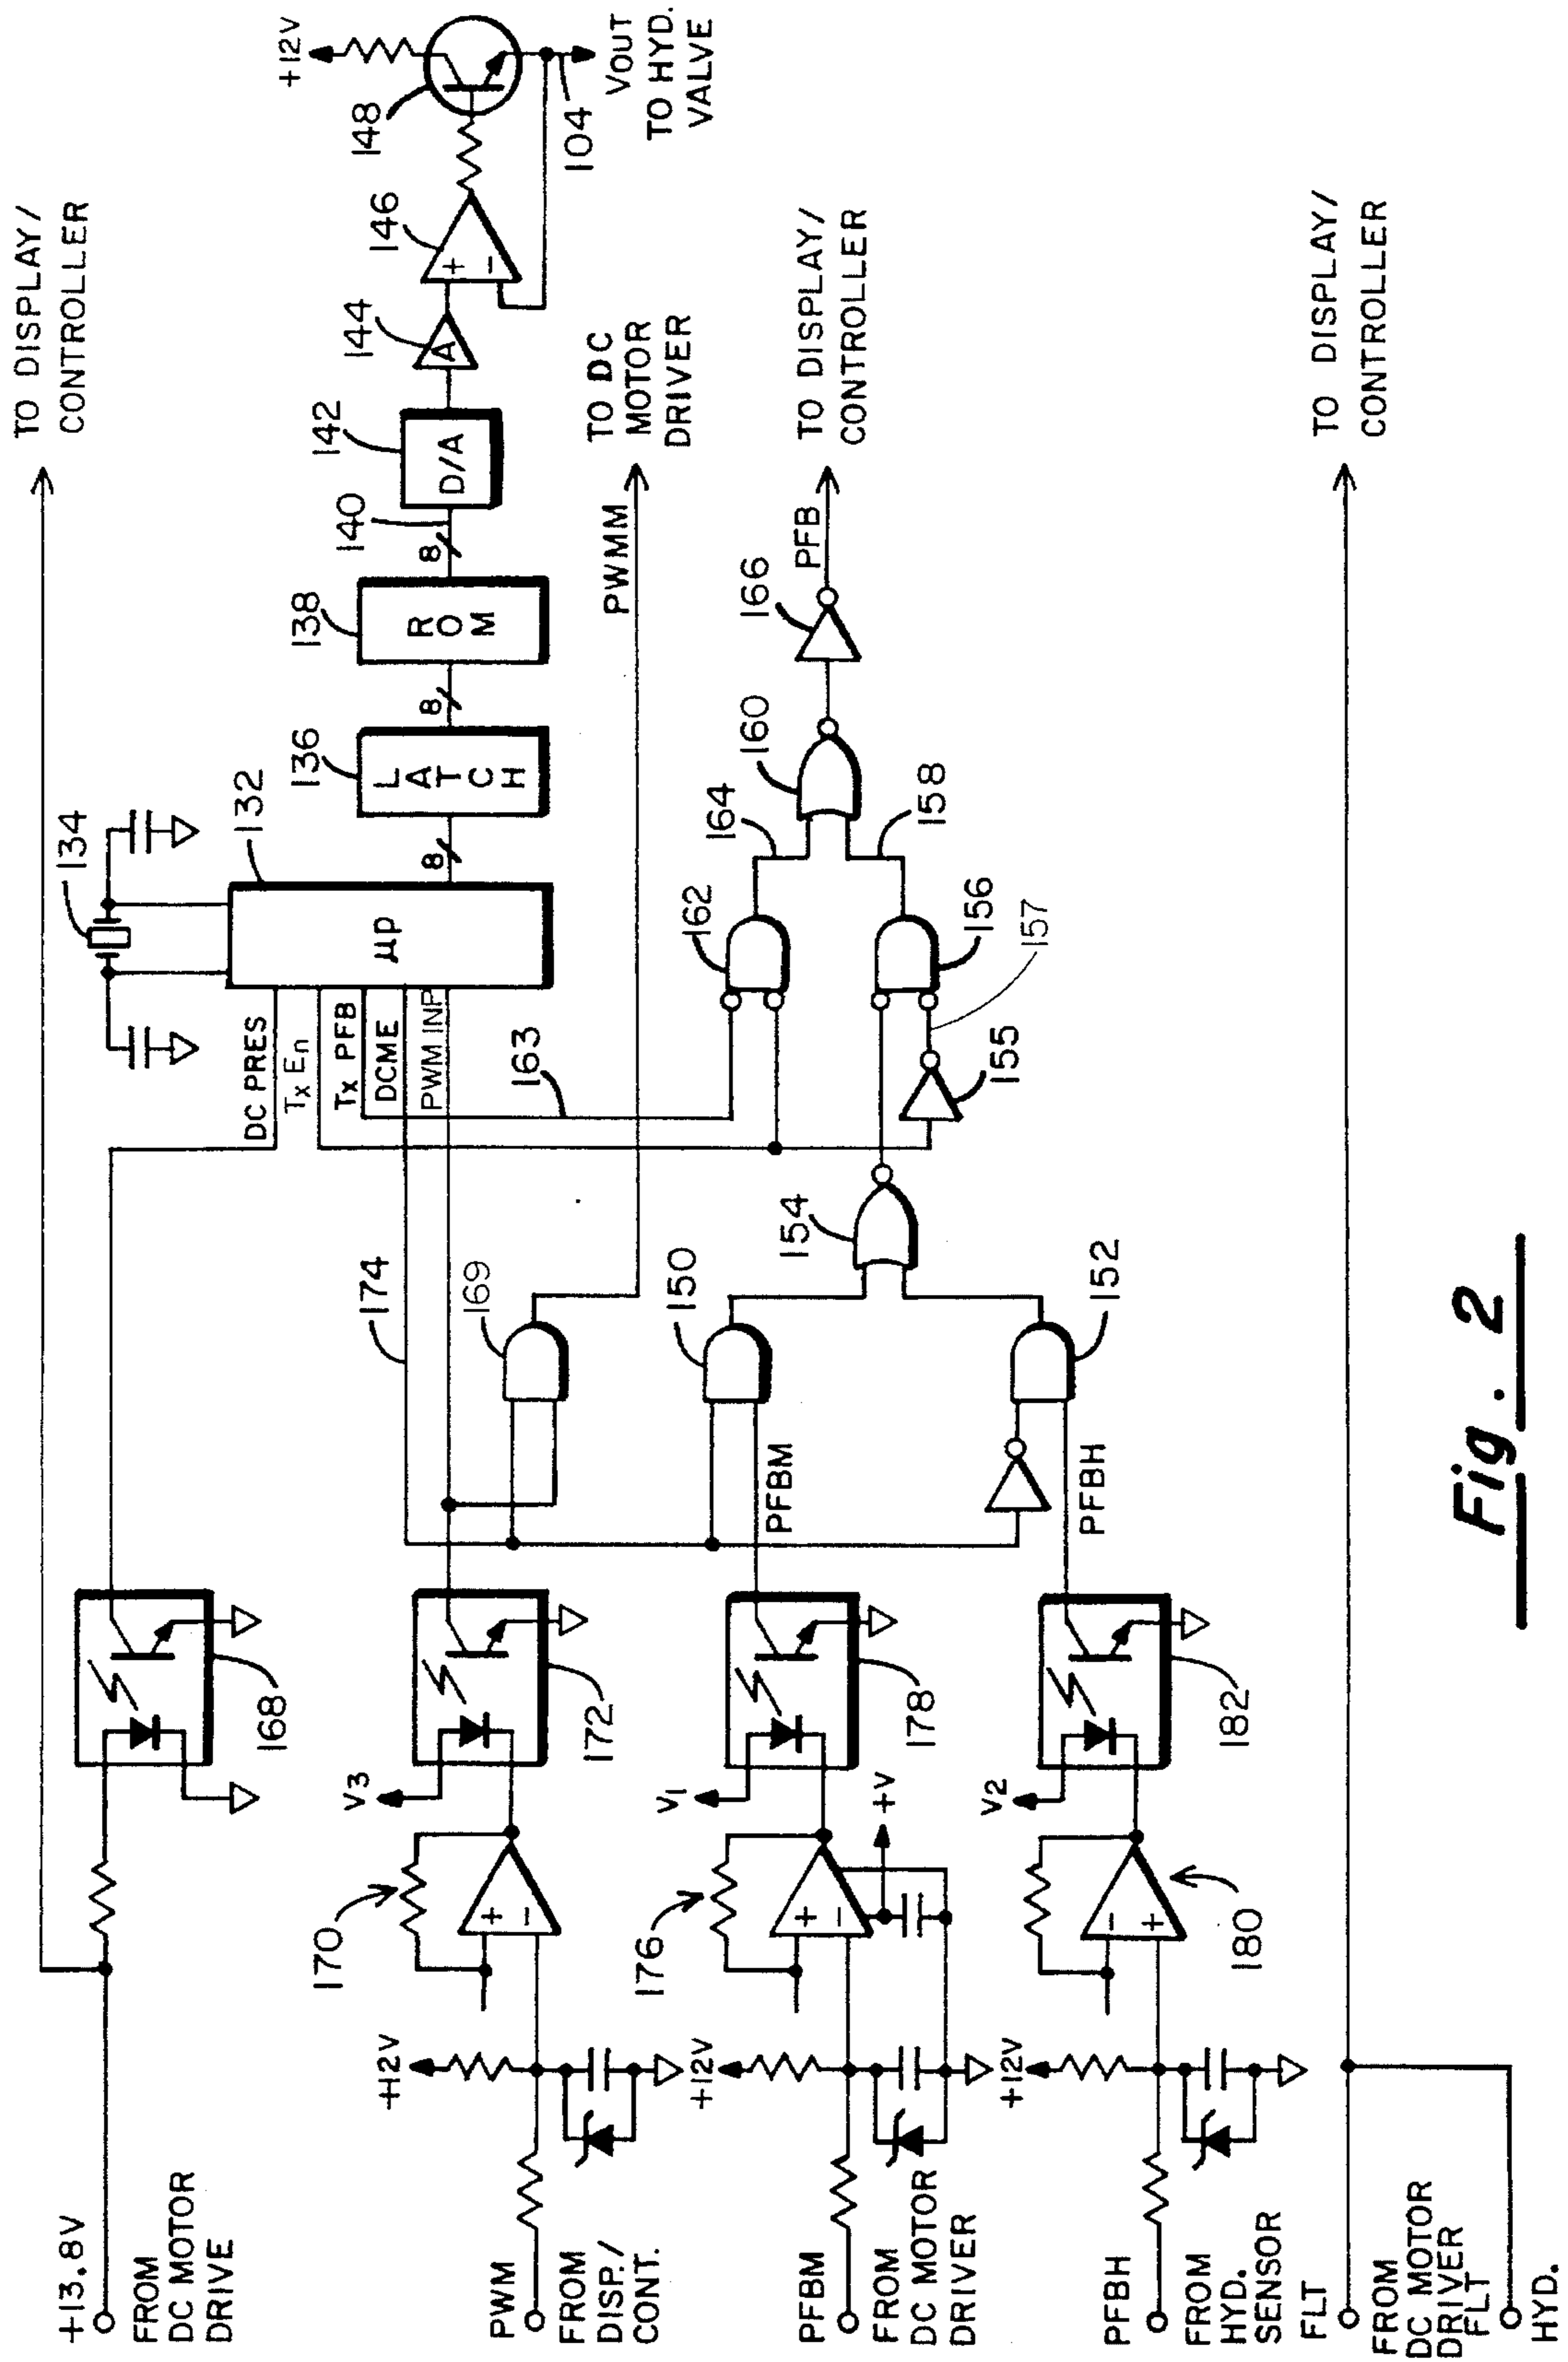 +13.8V
FROM
DC MOTOR
DRIVE
168
TO DISPLAY/
CONTROLLER
134
132
µp
DC PRES
Tx En
Tx PFB
DCME
PWM INP
8
136
LATCH
8
138
ROM
8
140
142
D/A
144
A
146
+
-
148
+12V
104
VOUT
TO HYD.
VALVE
PWM
FROM
DISP./
CONT.
+12V
170
+
-
V3
172
174
169
163
PWMM
TO DC
MOTOR
DRIVER
PFBM
FROM
DC MOTOR
DRIVER
+12V
176
+
-
+V
V1
178
PFBM
150
154
162
164
155
157
156
158
160
166
PFB
TO DISPLAY/
CONTROLLER
PFBH
FROM
HYD.
SENSOR
+12V
-
+
180
V2
182
PFBH
152
FLT
FROM
DC MOTOR
DRIVER
FLT
HYD.
TO DISPLAY/
CONTROLLER
Fig. 2